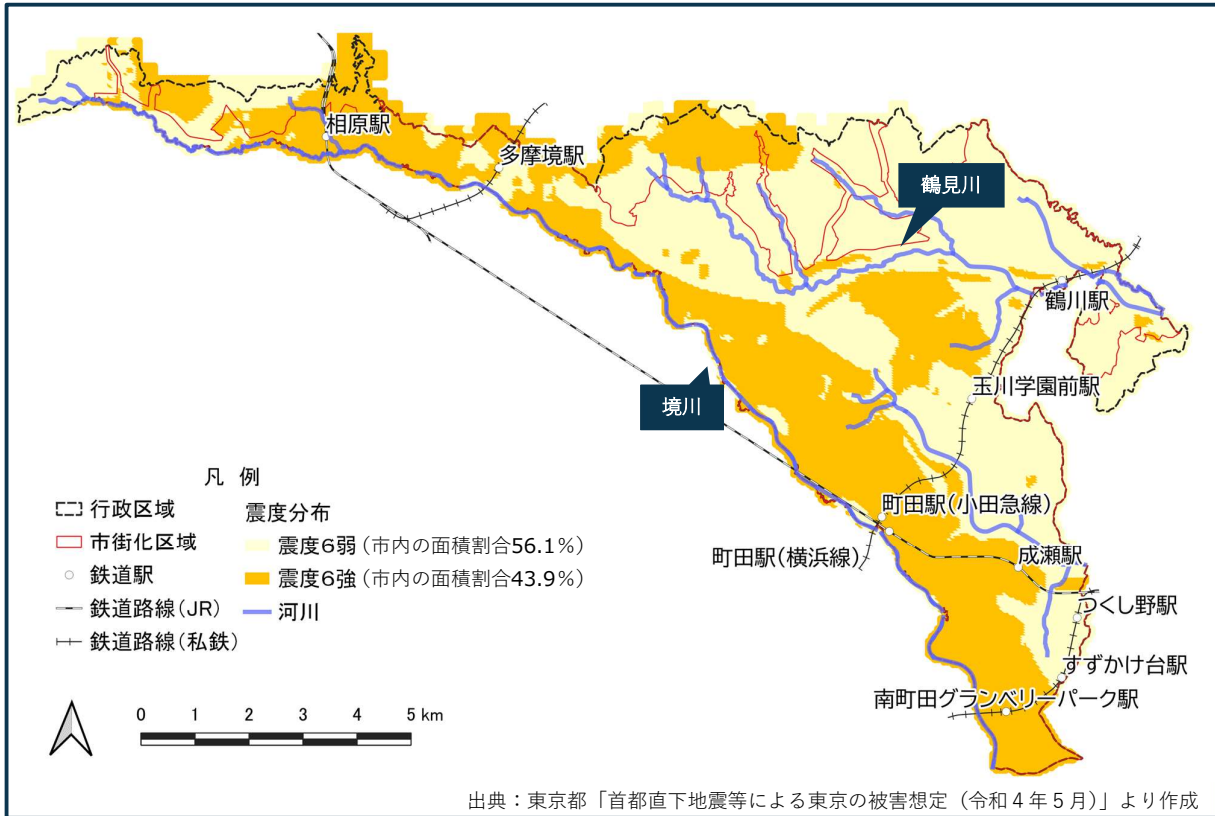 相原駅
多摩境駅
鶴見川
鶴川駅
玉川学園前駅
境川
町田駅(小田急線)
町田駅(横浜線)
成瀬駅
つくし野駅
すずかけ台駅
南町田グランベリーパーク駅
凡 例
行政区域
市街化区域
鉄道駅
鉄道路線(JR)
鉄道路線(私鉄)
震度分布
震度6弱 (市内の面積割合56.1%)
震度6強 (市内の面積割合43.9%)
河川
0 1 2 3 4 5 km
出典：東京都「首都直下地震等による東京の被害想定（令和4年5月）」より作成